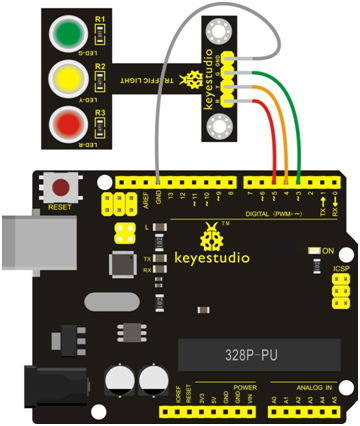 R1
LED-G
R2
LED-Y
R3
LED-R
TRAFFIC LIGHT
keyestudio
GND
G
Y
R
RESET
AREF
GND
13
12
~11
~10
~9
8
7
~6
~5
4
~3
2
TX→1
RX←0
DIGITAL (PWM=~)
L
TX
RX
TM
keyestudio
ON
ICSP
328P-PU
POWER
ANALOG IN
IOREF
RESET
3V3
5V
GND
GND
VIN
A0
A1
A2
A3
A4
A5